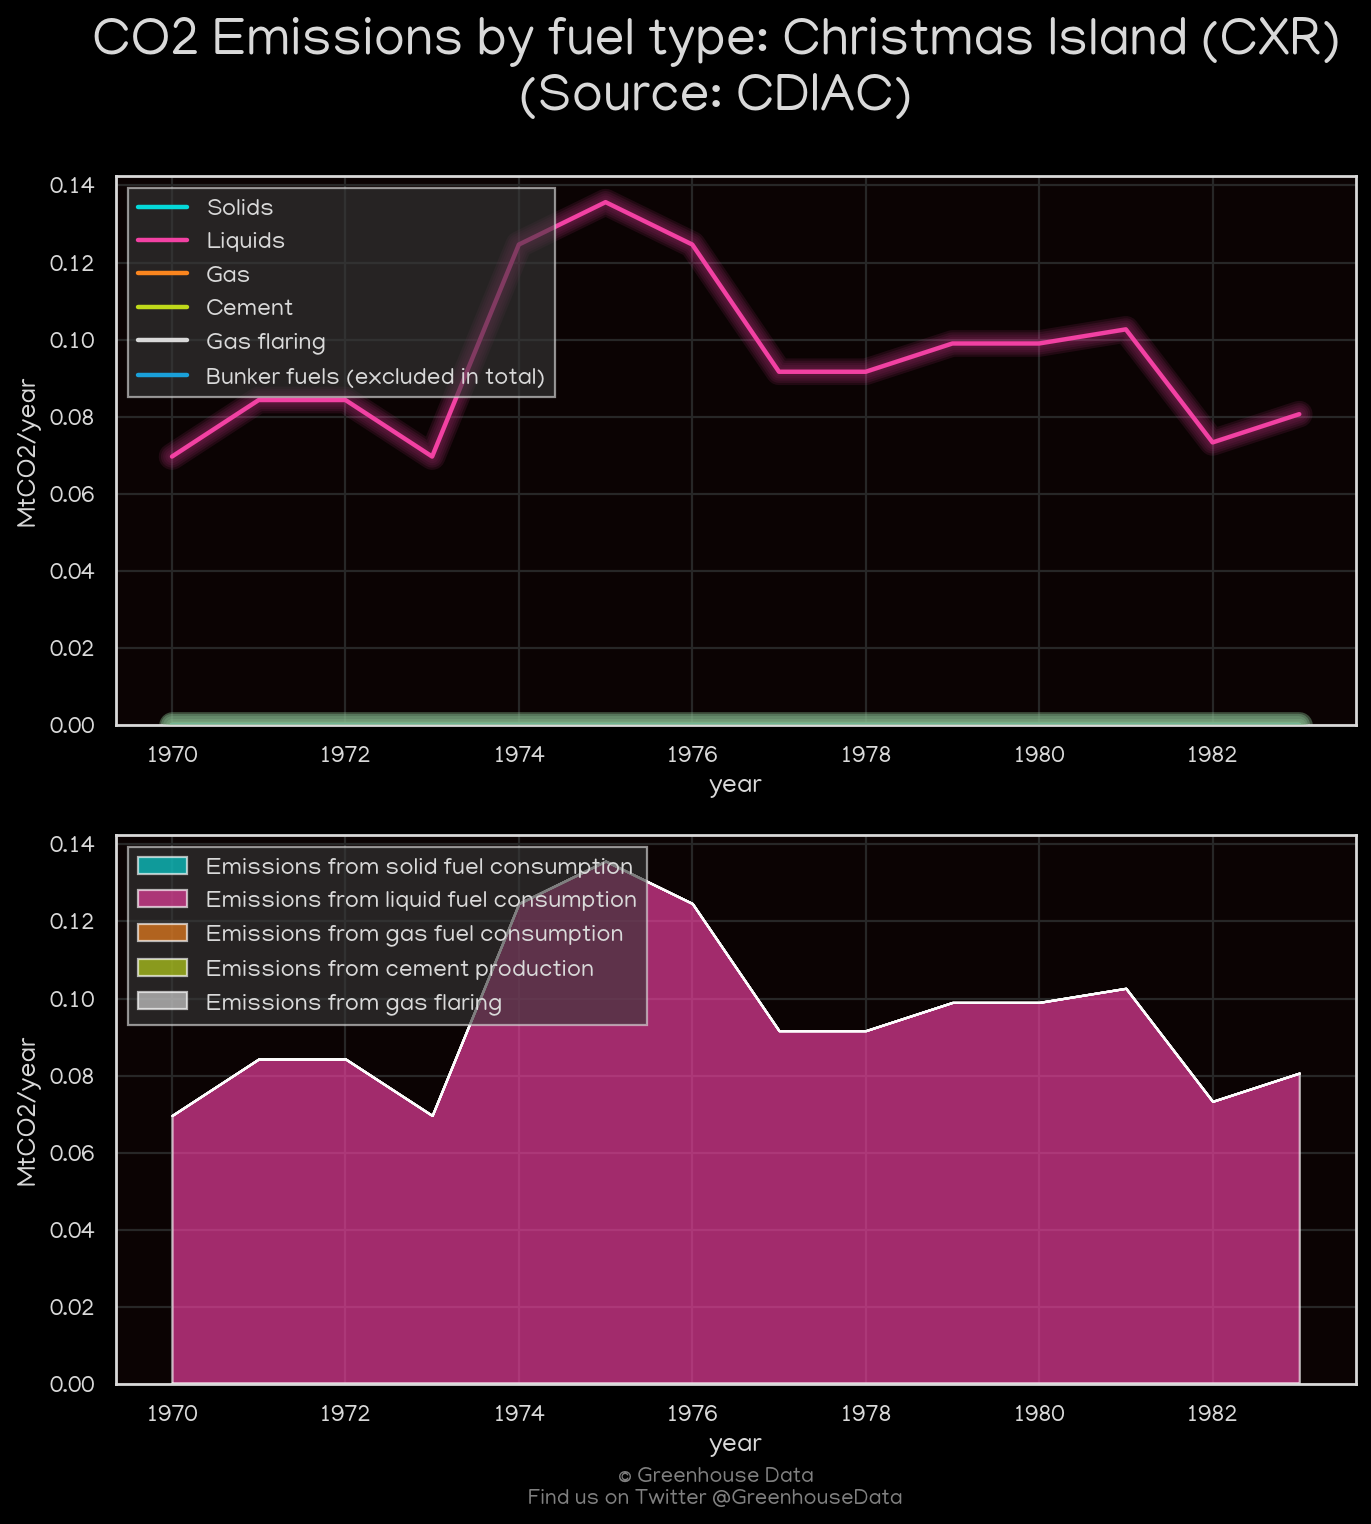 CO2 Emissions by fuel type: Christmas Island (CXR)
(Source: CDIAC)
0.14
0.12
0.10
0.08
0.06
0.04
0.02
0.00
MtCO2/year
Solids
Liquids
Gas
Cement
Gas flaring
Bunker fuels (excluded in total)
1970 1972 1974 1976 1978 1980 1982
year
0.14
0.12
0.10
0.08
0.06
0.04
0.02
0.00
MtCO2/year
Emissions from solid fuel consumption
Emissions from liquid fuel consumption
Emissions from gas fuel consumption
Emissions from cement production
Emissions from gas flaring
1970 1972 1974 1976 1978 1980 1982
year
© Greenhouse Data
Find us on Twitter @GreenhouseData